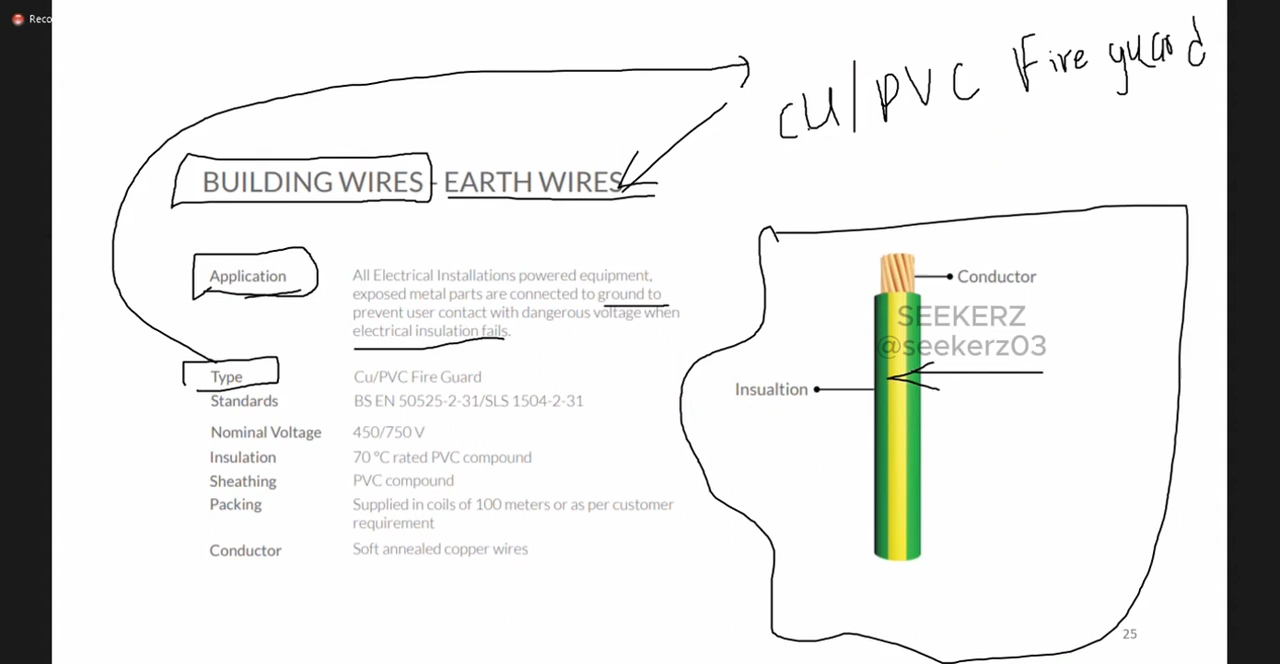 Reco
CU/PVC Fire guard
BUILDING WIRES - EARTH WIRES
Application All Electrical Installations powered equipment,
exposed metal parts are connected to ground to
prevent user contact with dangerous voltage when
electrical insulation fails.
Type Cu/PVC Fire Guard
Standards BS EN 50525-2-31/SLS 1504-2-31
Nominal Voltage 450/750 V
Insulation 70 °C rated PVC compound
Sheathing PVC compound
Packing Supplied in coils of 100 meters or as per customer
requirement
Conductor Soft annealed copper wires
Conductor
SEEKERZ
@seekerz03
Insualtion
25